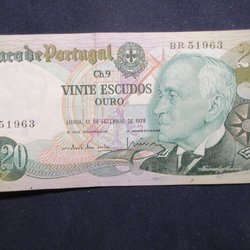 nco de Portugal
BR 51963
Ch.9
VINTE ESCUDOS
OURO
51963
LISBOA, 13 DE SETEMBRO DE 1978
20